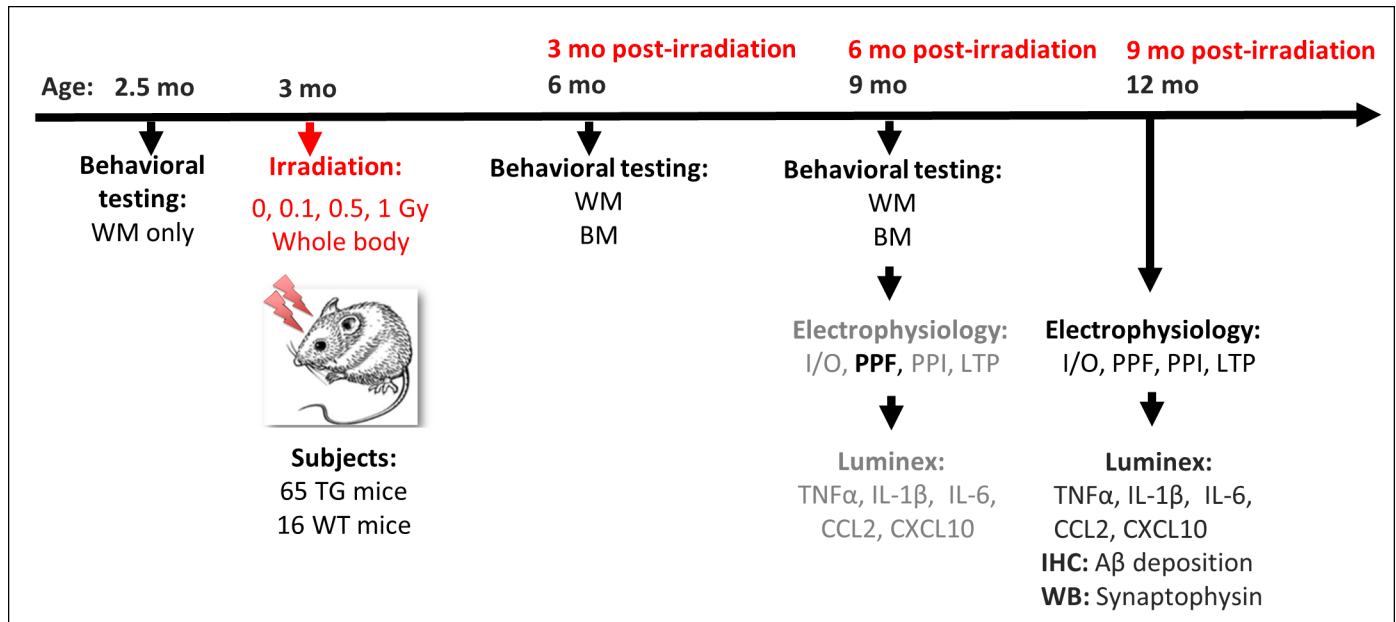 3 mo post-irradiation 6 mo post-irradiation 9 mo post-irradiation
Age: 2.5 mo 3 mo 6 mo 9 mo 12 mo
Behavioral
testing:
WM only
Irradiation:
0, 0.1, 0.5, 1 Gy
Whole body
Subjects:
65 TG mice
16 WT mice
Behavioral testing:
WM
BM
Behavioral testing:
WM
BM
Electrophysiology:
I/O, PPF, PPI, LTP
Luminex:
TNFα, IL-1β, IL-6,
CCL2, CXCL10
Electrophysiology:
I/O, PPF, PPI, LTP
Luminex:
TNFα, IL-1β, IL-6,
CCL2, CXCL10
IHC: Aβ deposition
WB: Synaptophysin